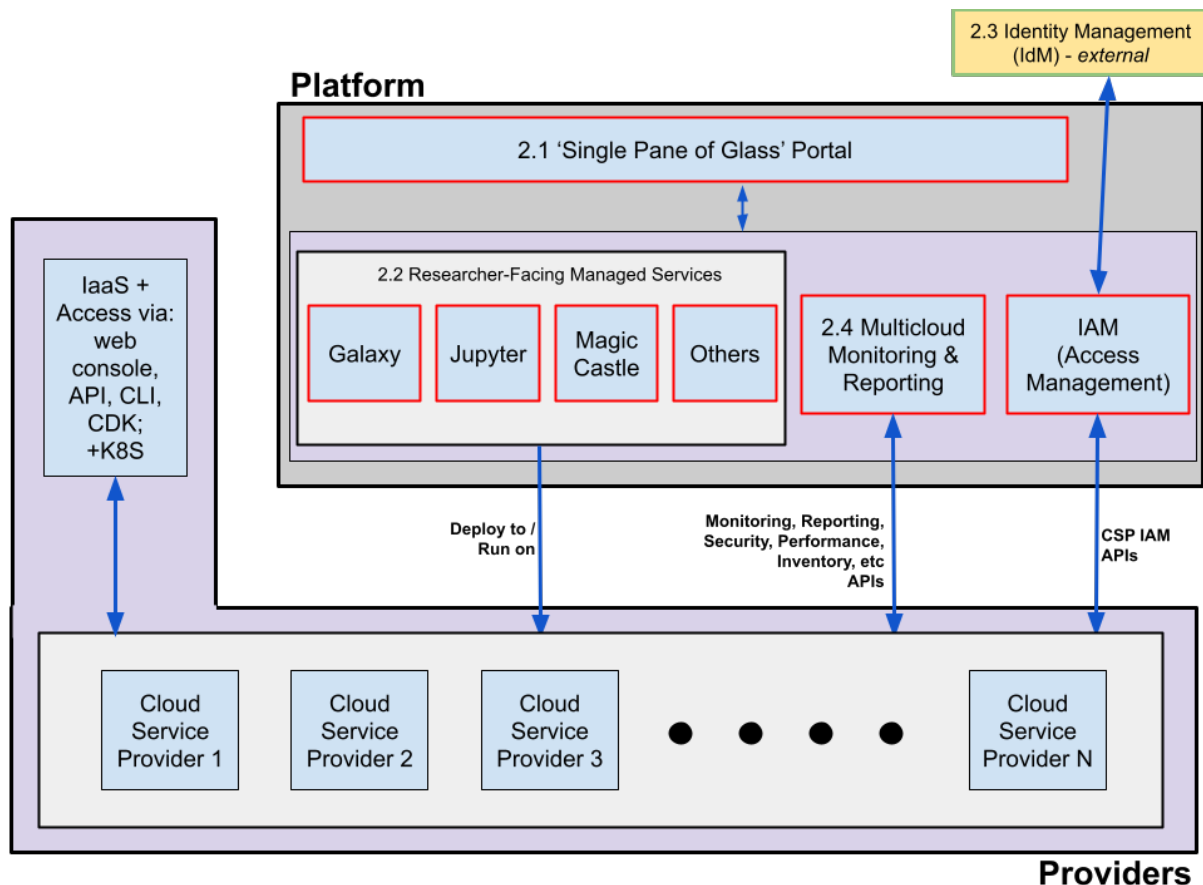 2.3 Identity Management
(IdM) - external
Platform
2.1 ‘Single Pane of Glass’ Portal
2.2 Researcher-Facing Managed Services
Galaxy
Jupyter
Magic
Castle
Others
2.4 Multicloud
Monitoring &
Reporting
IAM
(Access
Management)
IaaS +
Access via:
web
console,
API, CLI,
CDK;
+K8S
Deploy to /
Run on
Monitoring, Reporting,
Security, Performance,
Inventory, etc
APIs
CSP IAM
APIs
Cloud
Service
Provider 1
Cloud
Service
Provider 2
Cloud
Service
Provider 3
Cloud
Service
Provider N
Providers